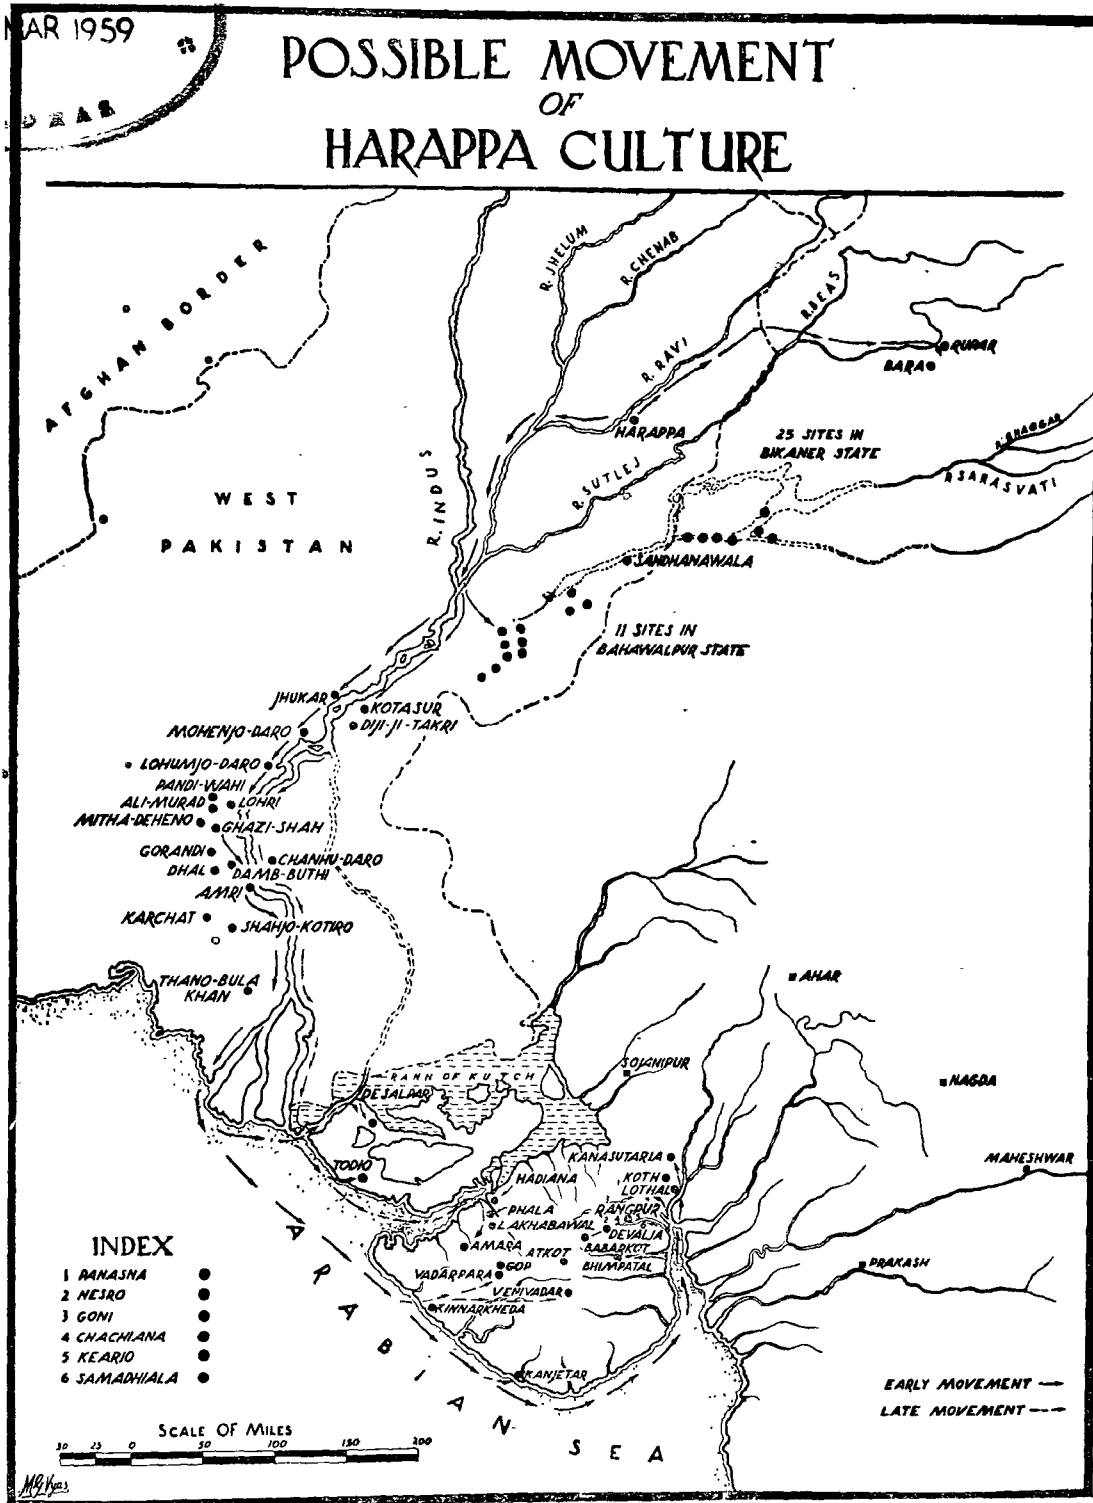 MAR 1959
POSSIBLE MOVEMENT
OF
HARAPPA CULTURE
AFGHAN BORDER
R. JHELUM
R. CHENAB
R. BEAS
R. RAVI
RUPAR
BARA
HARAPPA
25 SITES IN
BIKANER STATE
R. GHAGGAR
R. SARASVATI
R. SUTLEJ
R. INDUS
WEST
PAKISTAN
SANDHANAWALA
11 SITES IN
BAHAWALPUR STATE
JHUKAR
KOTASUR
DIJI-JI-TAKRI
MOHENJO-DARO
LOHUMJO-DARO
PANDI-WAHI
ALI-MURAD
LOHRI
MITHA-DEHENO
GHAZI-SHAH
GORANDI
CHANHU-DARO
DHAL
DAMB-BUTHI
AMRI
KARCHAT
SHAHJO-KOTIRO
THANO-BULA
KHAN
AHAR
SOJANIPUR
NAGDA
RANN OF KUTCH
DESALPAR
TODIO
KANASUTARIA
MAHESHWAR
HADIANA
KOTH
LOTHAL
PHALA
RANGPUR
LAKHABAWAL
DEVALIA
AMARA
BABARKOT
ATKOT
BHIMPATAL
GOP
VADARPARA
PRAKASH
VENIVADAR
KINNARKHEDA
KANJETAR
ARABIAN SEA
INDEX
1 PANASNA
2 NESRO
3 GONI
4 CHACHIANA
5 KEARIO
6 SAMADHIALA
EARLY MOVEMENT
LATE MOVEMENT
SCALE OF MILES
50 25 0 50 100 150 200